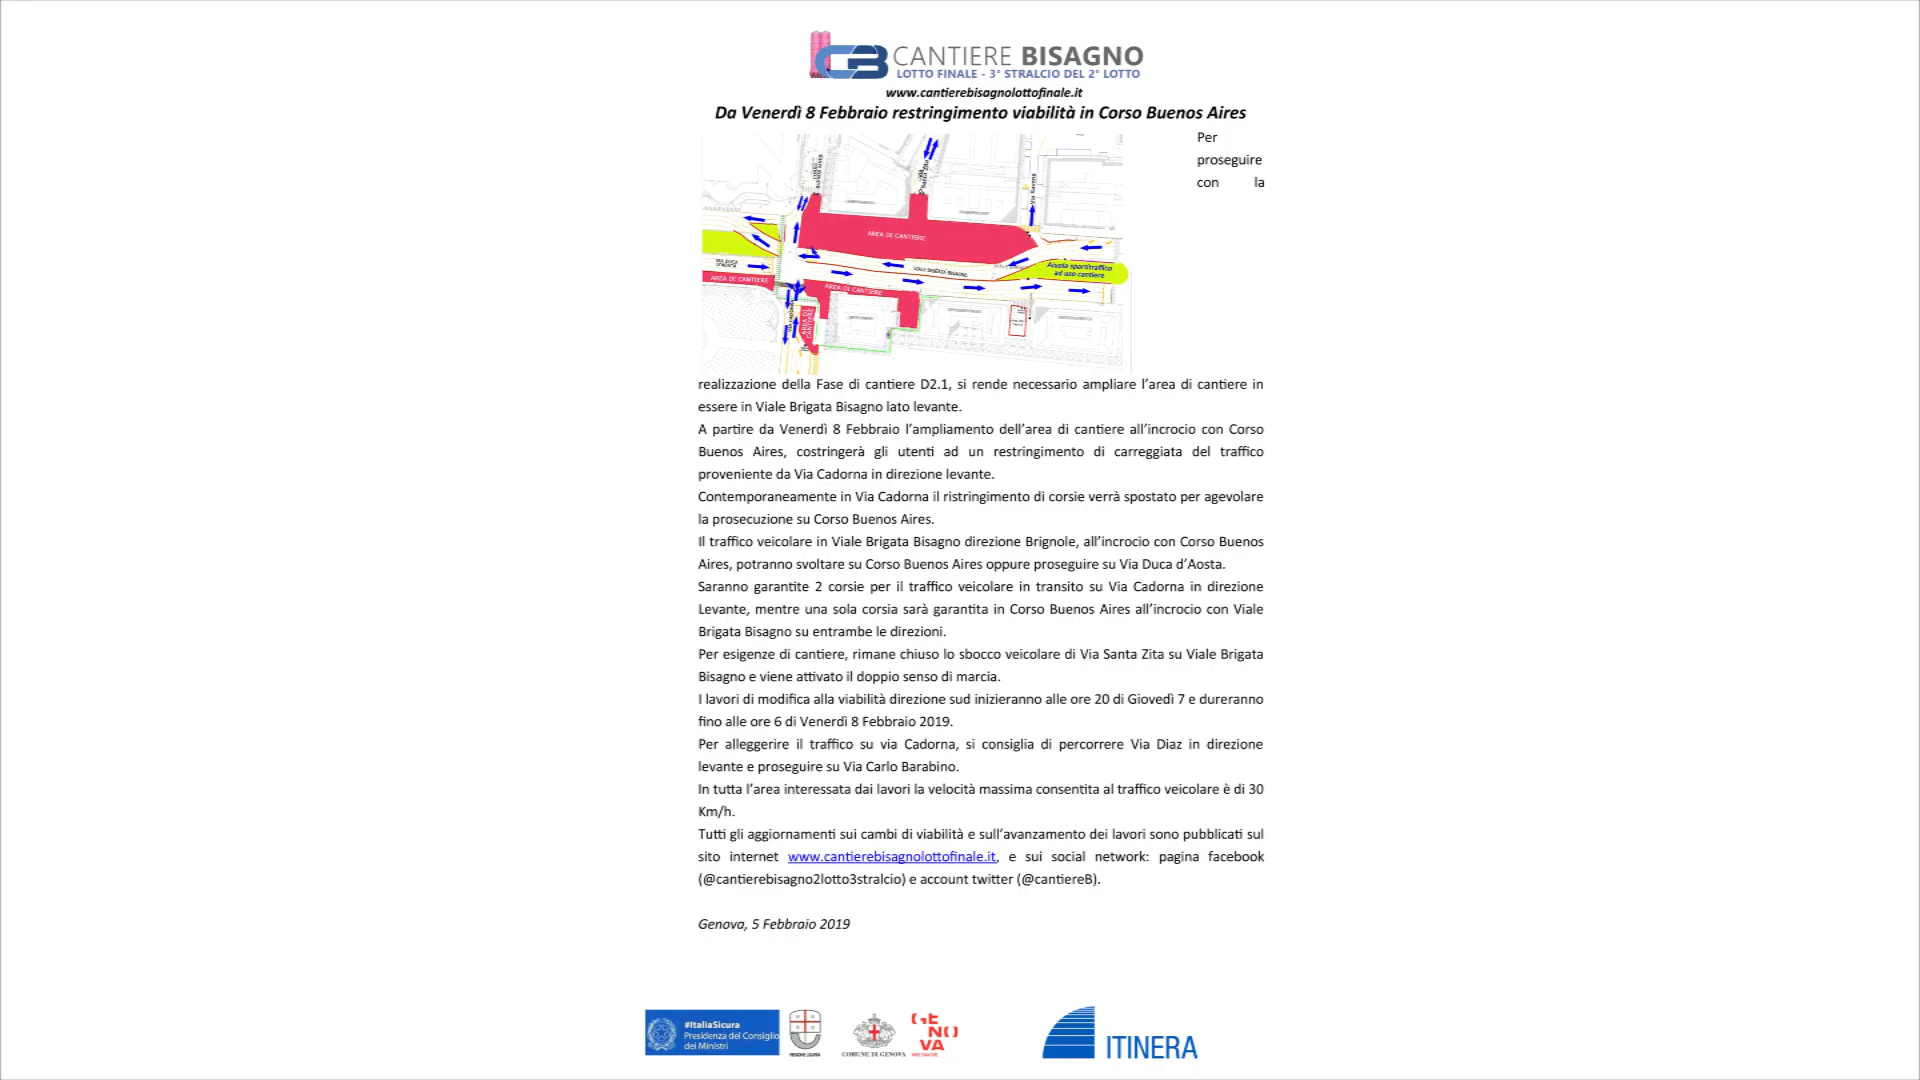 CANTIERE BISAGNO
LOTTO FINALE - 3° STRALCIO DEL 2° LOTTO
www.cantierebisagnolottofinale.it
Da Venerdì 8 Febbraio restringimento viabilità in Corso Buenos Aires
Per
proseguire
con la
AREA DI CANTIERE
VIALE BRIGATA BISAGNO
Aiuola spartitraffico
ad uso cantiere
AREA DI CANTIERE
AREA DI CANTIERE
AREA DI CANTIERE
realizzazione della Fase di cantiere D2.1, si rende necessario ampliare l’area di cantiere in
essere in Viale Brigata Bisagno lato levante.
A partire da Venerdì 8 Febbraio l’ampliamento dell’area di cantiere all’incrocio con Corso
Buenos Aires, costringerà gli utenti ad un restringimento di carreggiata del traffico
proveniente da Via Cadorna in direzione levante.
Contemporaneamente in Via Cadorna il ristringimento di corsie verrà spostato per agevolare
la prosecuzione su Corso Buenos Aires.
Il traffico veicolare in Viale Brigata Bisagno direzione Brignole, all’incrocio con Corso Buenos
Aires, potranno svoltare su Corso Buenos Aires oppure proseguire su Via Duca d’Aosta.
Saranno garantite 2 corsie per il traffico veicolare in transito su Via Cadorna in direzione
Levante, mentre una sola corsia sarà garantita in Corso Buenos Aires all’incrocio con Viale
Brigata Bisagno su entrambe le direzioni.
Per esigenze di cantiere, rimane chiuso lo sbocco veicolare di Via Santa Zita su Viale Brigata
Bisagno e viene attivato il doppio senso di marcia.
I lavori di modifica alla viabilità direzione sud inizieranno alle ore 20 di Giovedì 7 e dureranno
fino alle ore 6 di Venerdì 8 Febbraio 2019.
Per alleggerire il traffico su via Cadorna, si consiglia di percorrere Via Diaz in direzione
levante e proseguire su Via Carlo Barabino.
In tutta l’area interessata dai lavori la velocità massima consentita al traffico veicolare è di 30
Km/h.
Tutti gli aggiornamenti sui cambi di viabilità e sull’avanzamento dei lavori sono pubblicati sul
sito internet www.cantierebisagnolottofinale.it, e sui social network: pagina facebook
(@cantierebisagno2lotto3stralcio) e account twitter (@cantiereB).
Genova, 5 Febbraio 2019
#ItaliaSicura
Presidenza del Consiglio
dei Ministri
REGIONE LIGURIA
COMUNE DI GENOVA
GENOVA
ITINERA